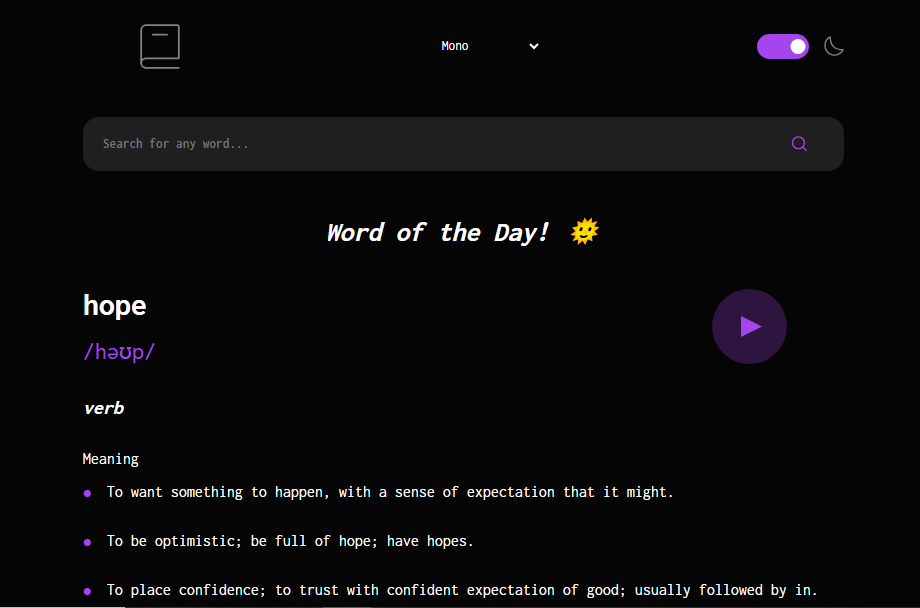 Mono
Search for any word...
Word of the Day! 🌞
hope
/həʊp/
verb
Meaning
To want something to happen, with a sense of expectation that it might.
To be optimistic; be full of hope; have hopes.
To place confidence; to trust with confident expectation of good; usually followed by in.